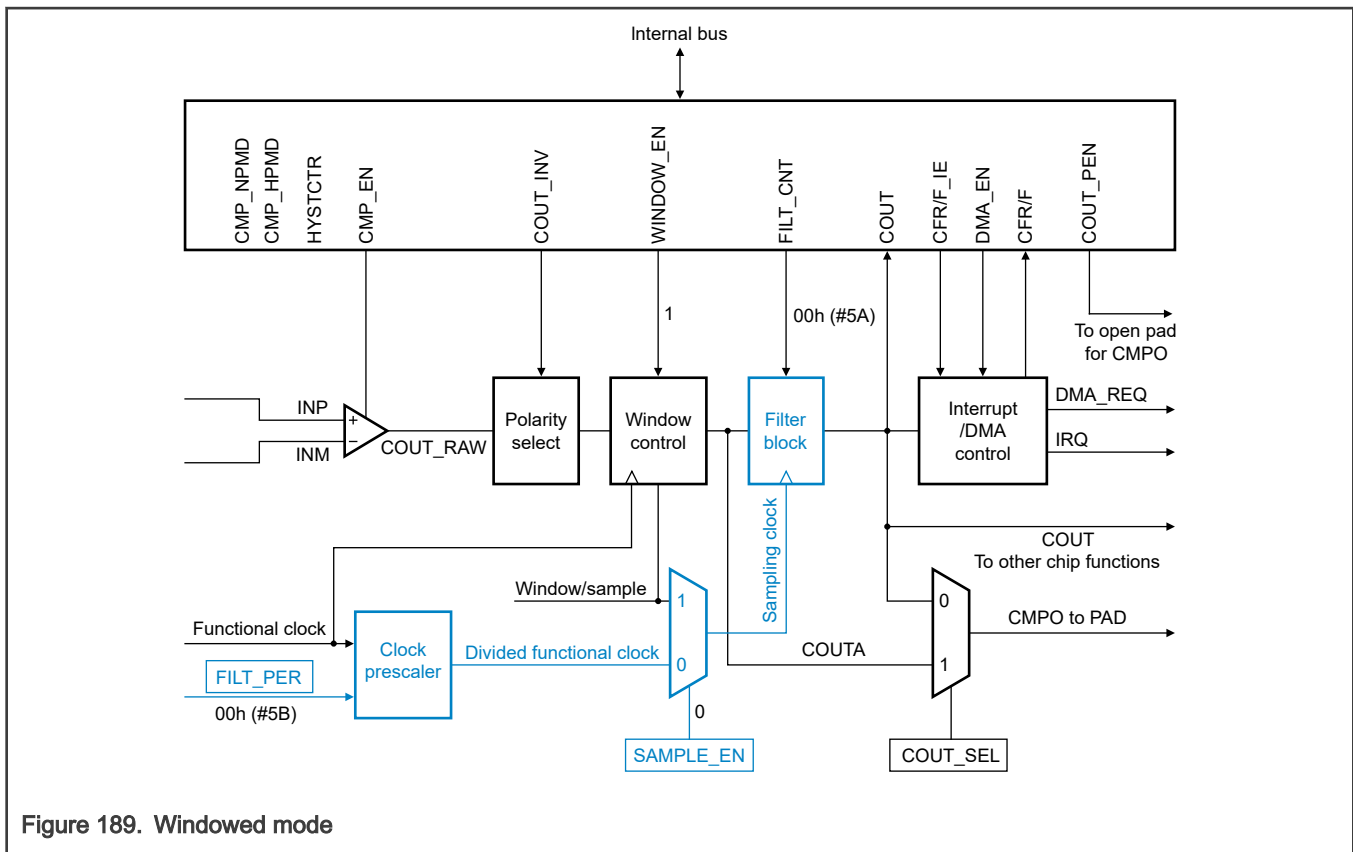 Internal bus
CMP_NPMD
CMP_HPMD
HYSTCTR
CMP_EN
COUT_INV
WINDOW_EN
FILT_CNT
COUT
CFR/F_IE
DMA_EN
CFR/F
COUT_PEN
1
00h (#5A)
To open pad
for CMPO
INP
+
INM
−
COUT_RAW
Polarity
select
Window
control
Filter
block
Interrupt
/DMA
control
DMA_REQ
IRQ
Sampling clock
COUT
To other chip functions
Window/sample
1
0
Functional clock
Clock
prescaler
Divided functional clock
0
FILT_PER
00h (#5B)
SAMPLE_EN
COUTA
0
1
CMPO to PAD
COUT_SEL
Figure 189. Windowed mode